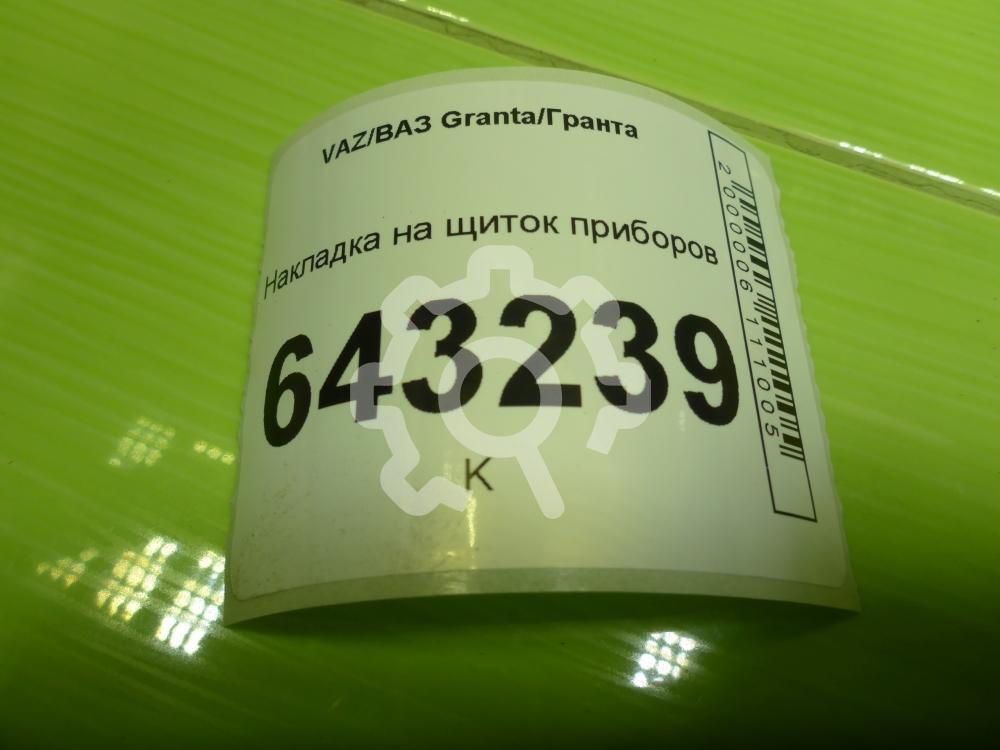 VAZ/ВАЗ Granta/Гранта
Накладка на щиток приборов
643239
К
2000006111005